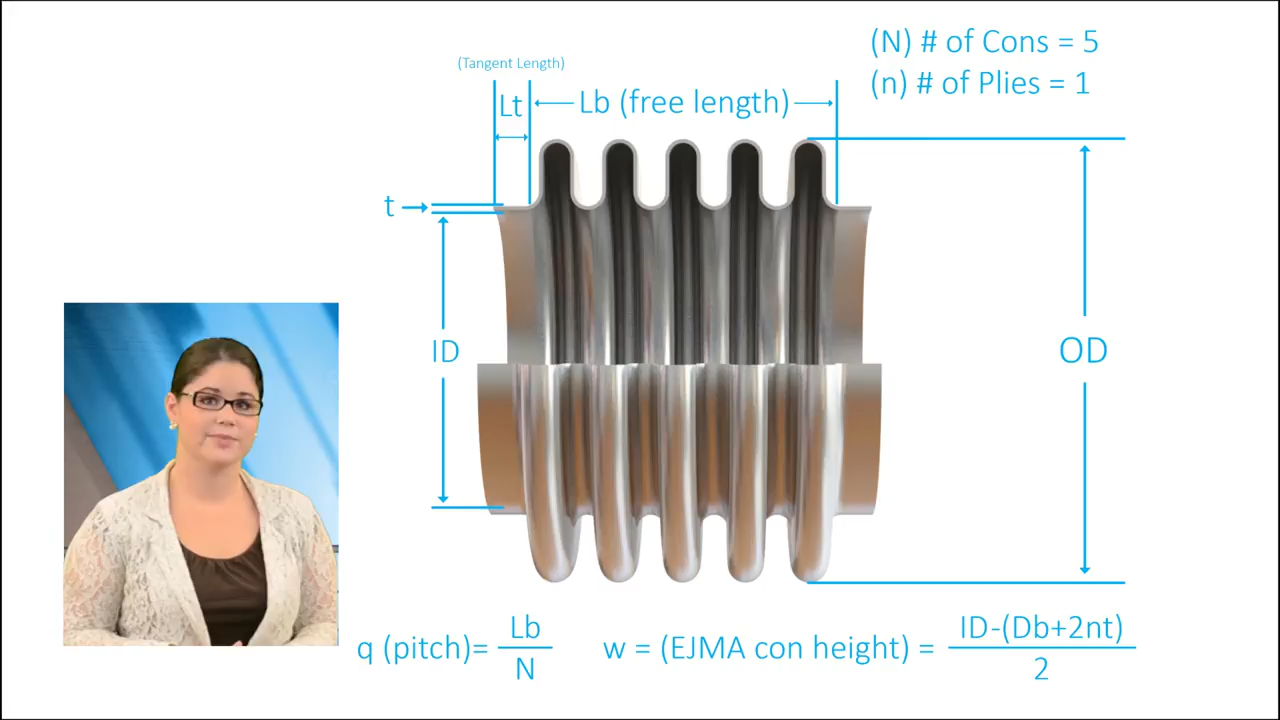 (N) # of Cons = 5
(n) # of Plies = 1
(Tangent Length)
Lt
Lb (free length)
t
ID
OD
q (pitch)= Lb
N
w = (EJMA con height) = ID-(Db+2nt)
2